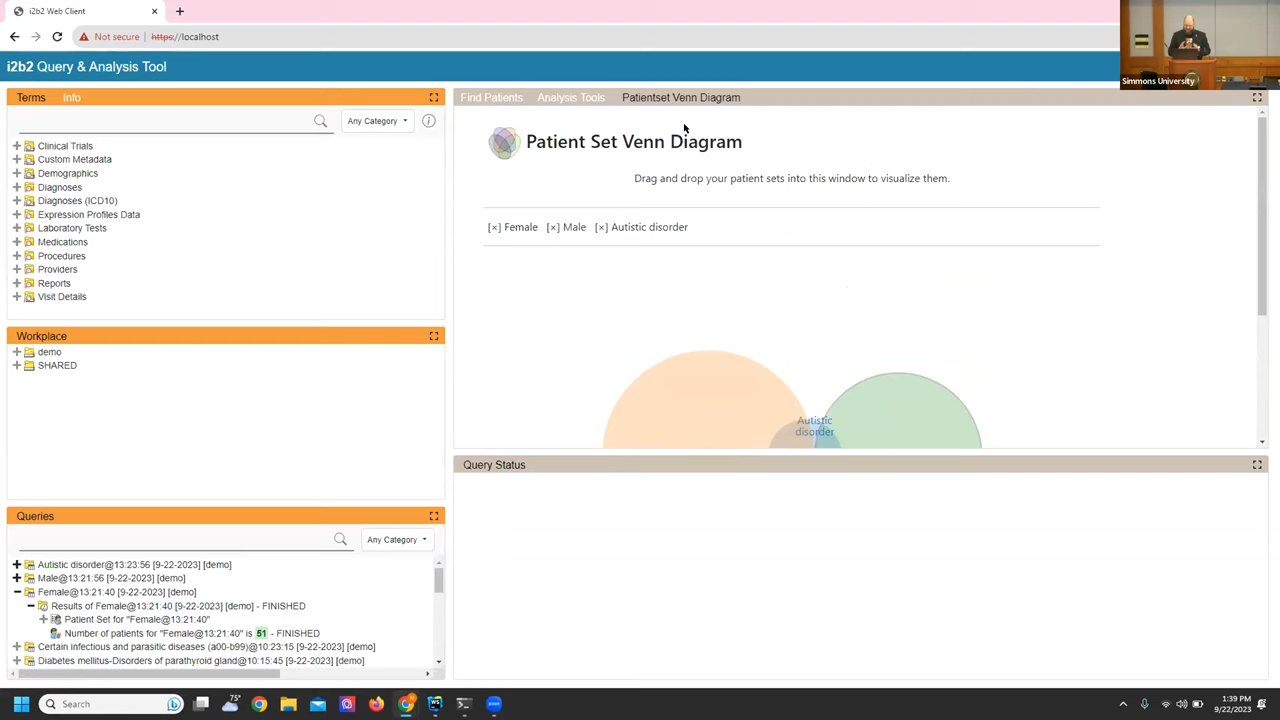 i2b2 Web Client
Not secure
https://localhost
Simmons University
i2b2 Query & Analysis Tool
Terms Info
Any Category
Clinical Trials
Custom Metadata
Demographics
Diagnoses
Diagnoses (ICD10)
Expression Profiles Data
Laboratory Tests
Medications
Procedures
Providers
Reports
Visit Details
Workplace
demo
SHARED
Queries
Any Category
Autistic disorder@13:23:56 [9-22-2023] [demo]
Male@13:21:56 [9-22-2023] [demo]
Female@13:21:40 [9-22-2023] [demo]
Results of Female@13:21:40 [9-22-2023] [demo] - FINISHED
Patient Set for "Female@13:21:40"
Number of patients for "Female@13:21:40" is 51 - FINISHED
Certain infectious and parasitic diseases (a00-b99)@10:23:15 [9-22-2023] [demo]
Diabetes mellitus-Disorders of parathyroid gland@10:15:45 [9-22-2023] [demo]
Find Patients Analysis Tools Patientset Venn Diagram
Patient Set Venn Diagram
Drag and drop your patient sets into this window to visualize them.
[×] Female [×] Male [×] Autistic disorder
Autistic
disorder
Query Status
Search
75°
zoom
1:39 PM
9/22/2023